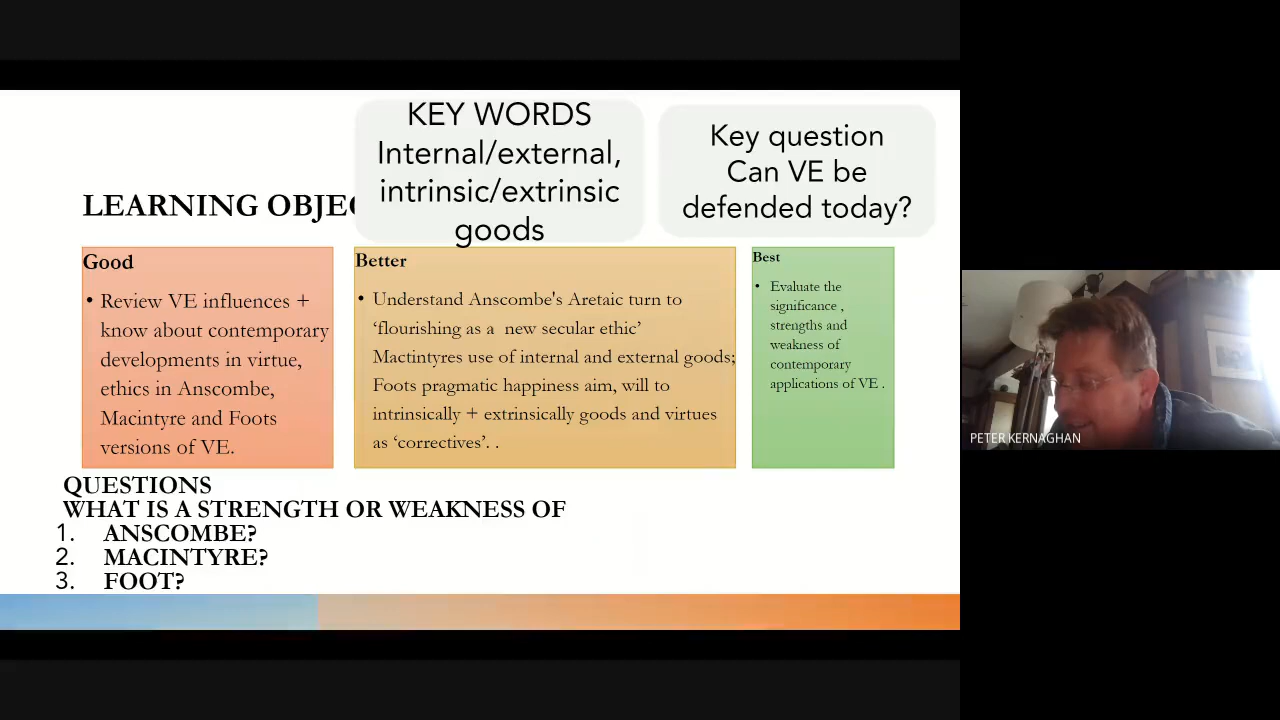 KEY WORDS
Internal/external,
intrinsic/extrinsic
goods
Key question
Can VE be
defended today?
LEARNING OBJEC
Good
• Review VE influences +
know about contemporary
developments in virtue,
ethics in Anscombe,
Macintyre and Foots
versions of VE.
Better
• Understand Anscombe's Aretaic turn to
‘flourishing as a new secular ethic’
Mactintyres use of internal and external goods;
Foots pragmatic happiness aim, will to
intrinsically + extrinsically goods and virtues
as ‘correctives’. .
Best
• Evaluate the
significance ,
strengths and
weakness of
contemporary
applications of VE .
QUESTIONS
WHAT IS A STRENGTH OR WEAKNESS OF
1. ANSCOMBE?
2. MACINTYRE?
3. FOOT?
PETER KERNAGHAN